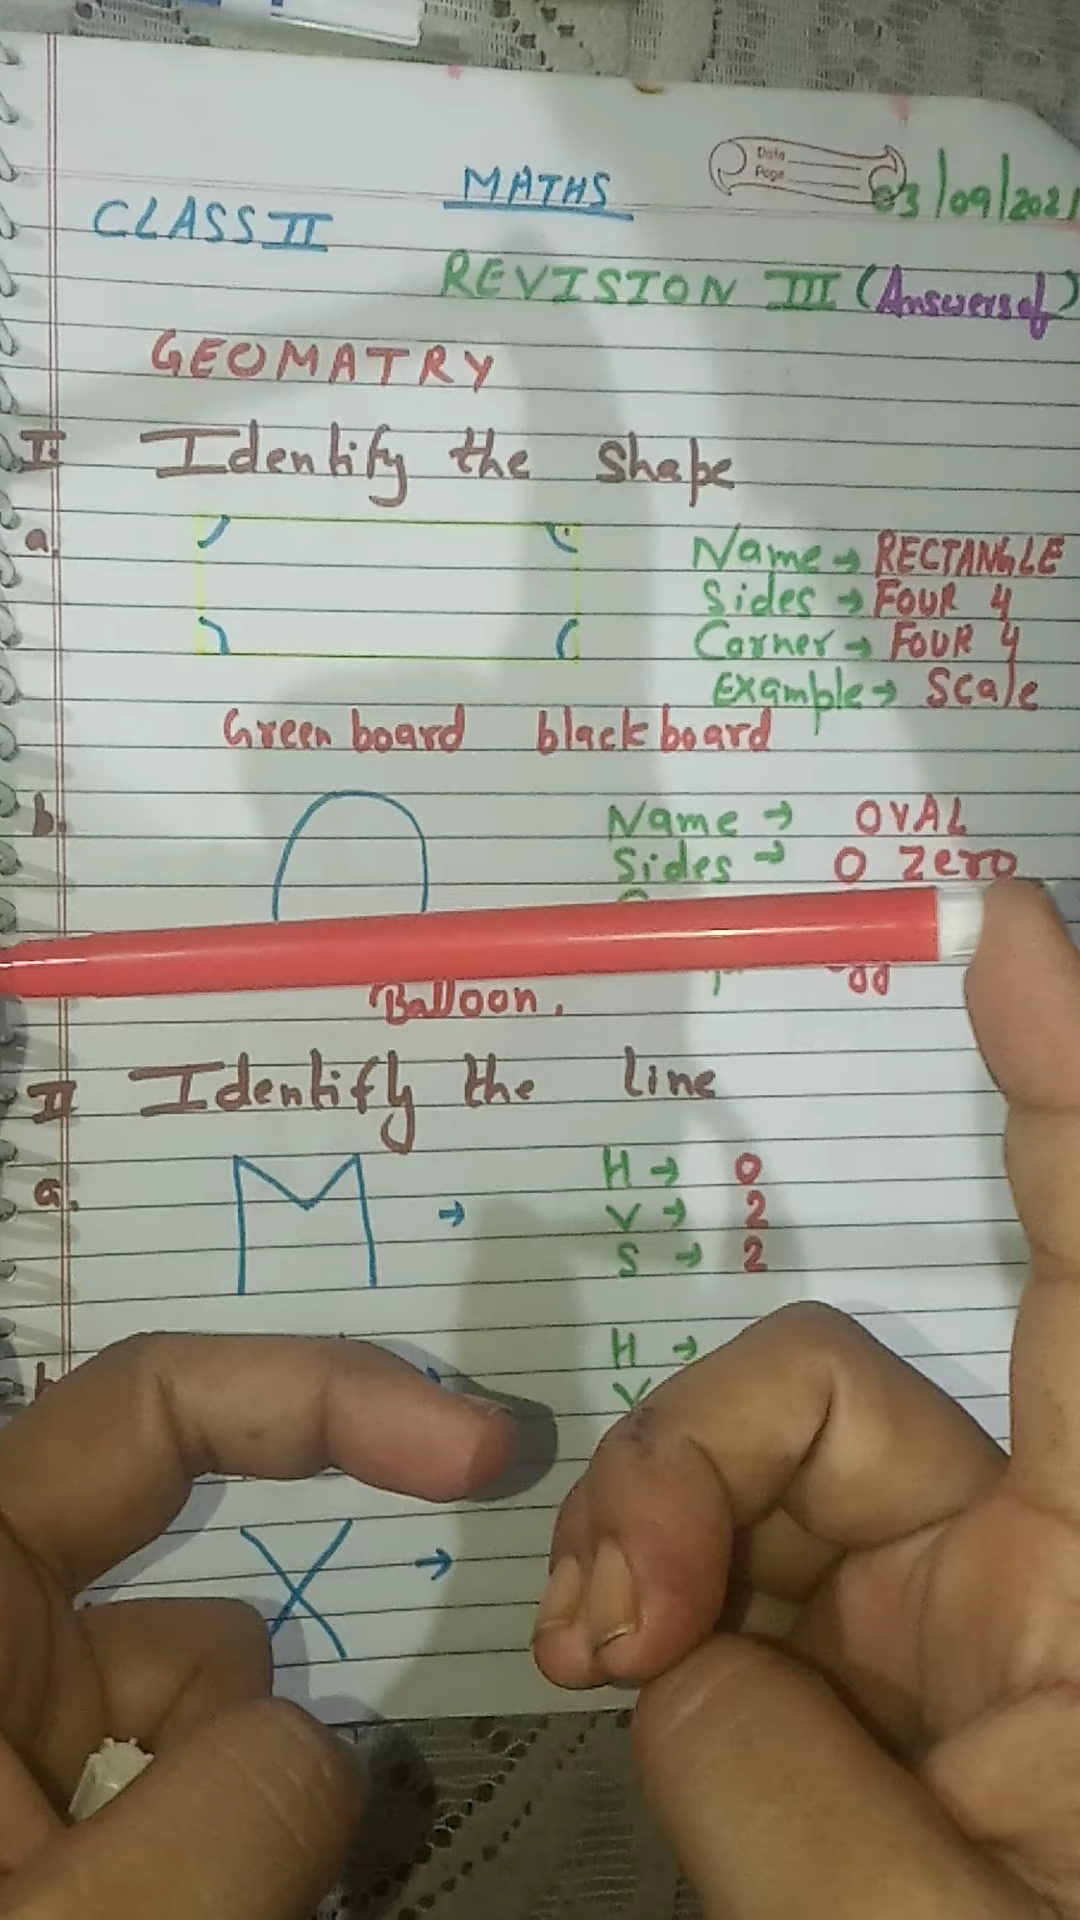 Date
Page
MATHS
03/09/2021
CLASS II
REVISION III (Answers of)
GEOMATRY
I Identify the shape
a.
Name → RECTANGLE
Sides → FOUR 4
Corner → FOUR 4
Example → Scale
Green board black board
b.
Name → OVAL
Sides → 0 Zero
Balloon.
II Identifly the line
a. M →
H → 0
V → 2
S → 2
H →
V
X →